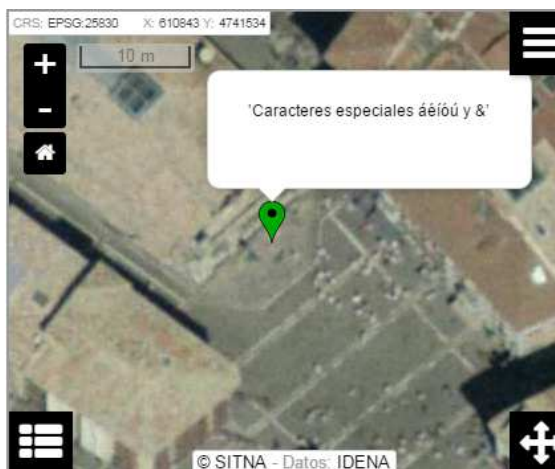 CRS: EPSG:25830 X: 610843 Y: 4741534
+
10 m
-
'Caracteres especiales áéíóú y &'
© SITNA - Datos: IDENA